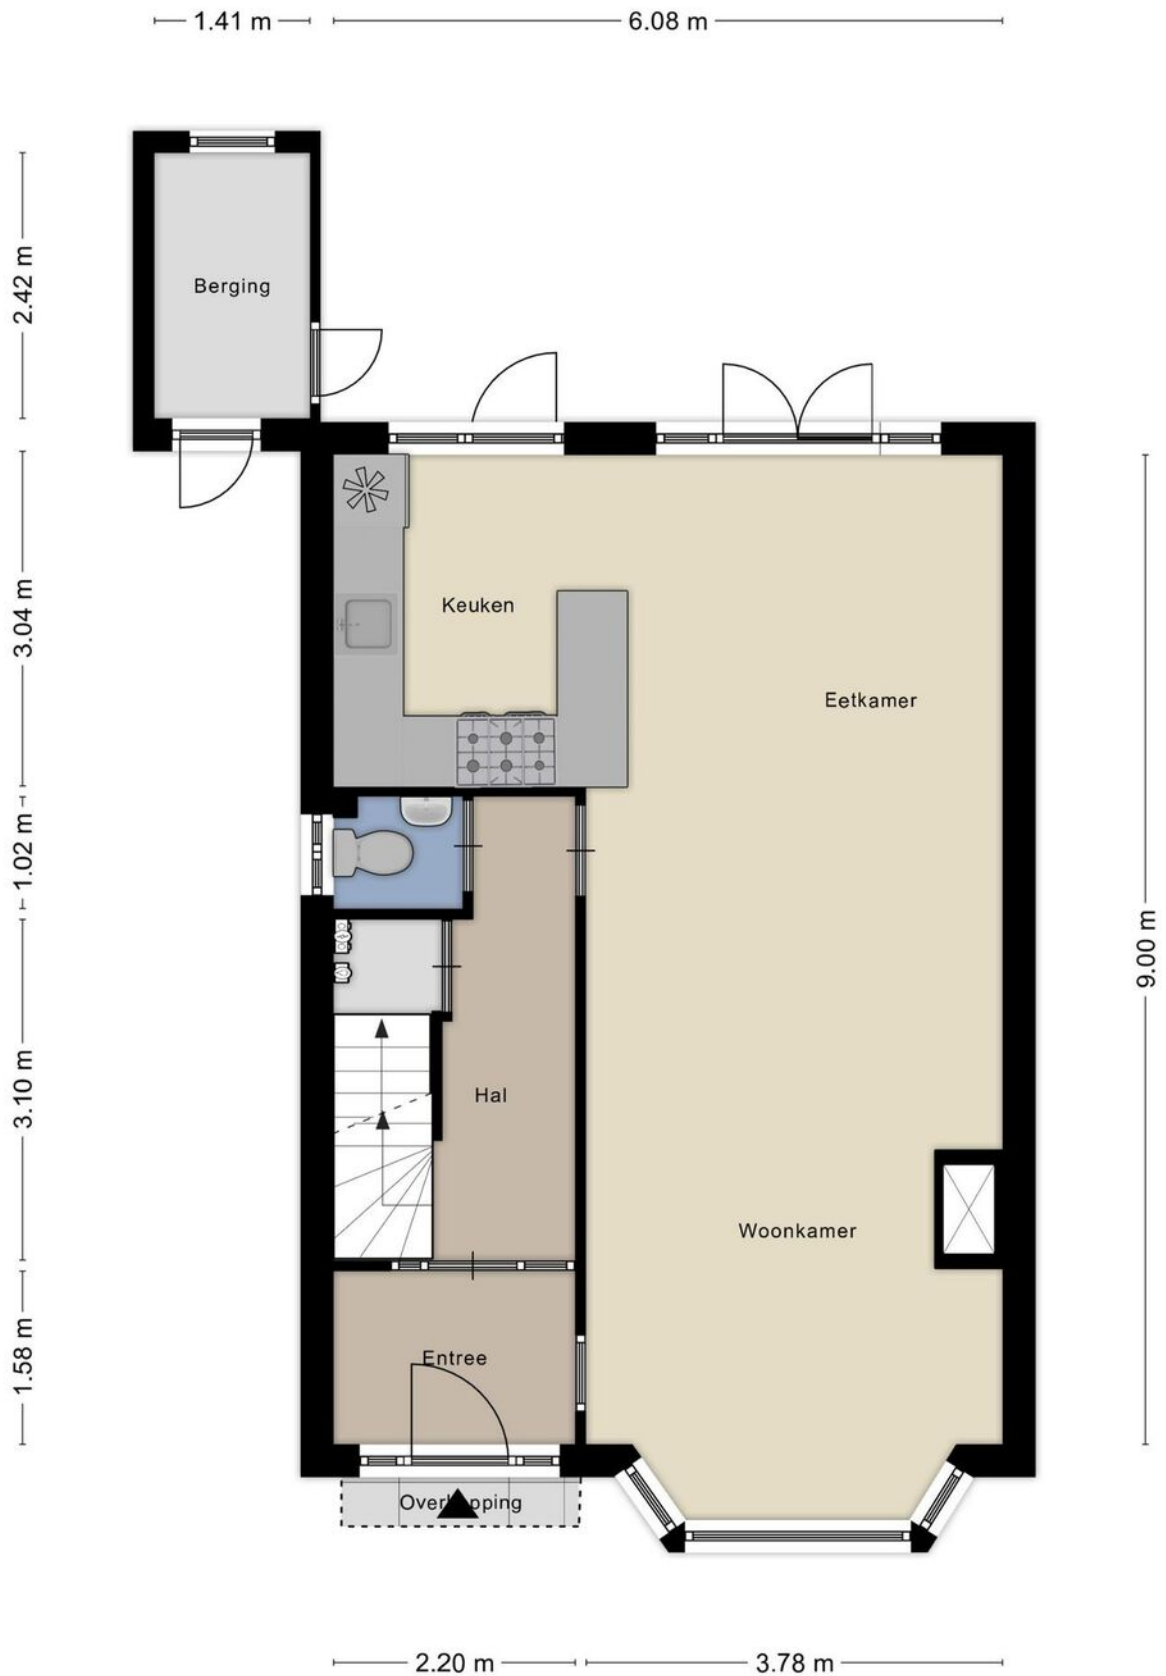 1.41 m
6.08 m
2.42 m
Berging
3.04 m
Keuken
Eetkamer
1.02 m
9.00 m
3.10 m
Hal
Woonkamer
1.58 m
Entree
Overkapping
2.20 m
3.78 m